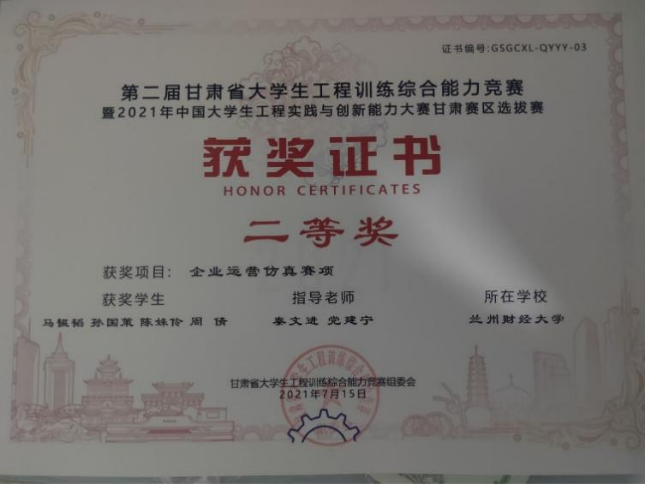 证书编号:GSGCXL-QYYY-03
第二届甘肃省大学生工程训练综合能力竞赛
暨2021年中国大学生工程实践与创新能力大赛甘肃赛区选拔赛
获奖证书
HONOR CERTIFICATES
二等奖
获奖项目：企业运营仿真赛项
获奖学生 指导老师 所在学校
马毓韬 孙国策 陈姝伶 周倩 秦文进 党建宁 兰州财经大学
甘肃省大学生工程训练综合能力竞赛组委会
2021年7月15日